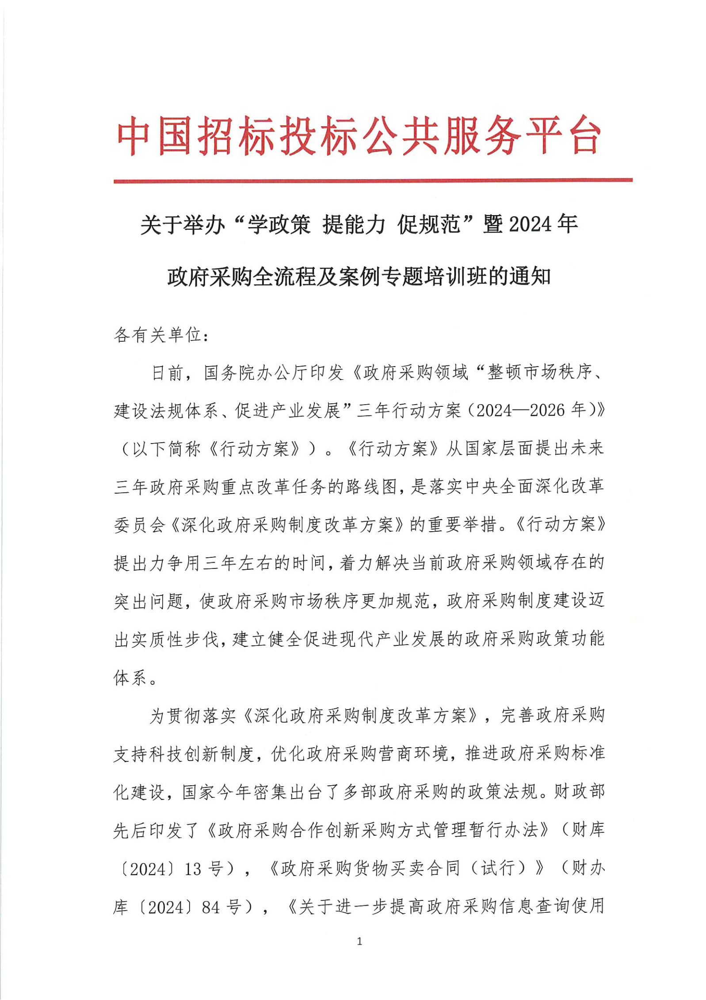 中国招标投标公共服务平台
关于举办“学政策 提能力 促规范”暨 2024 年
政府采购全流程及案例专题培训班的通知
各有关单位：
日前，国务院办公厅印发《政府采购领域“整顿市场秩序、
建设法规体系、促进产业发展”三年行动方案（2024—2026 年）》
（以下简称《行动方案》）。《行动方案》从国家层面提出未来
三年政府采购重点改革任务的路线图，是落实中央全面深化改革
委员会《深化政府采购制度改革方案》的重要举措。《行动方案》
提出力争用三年左右的时间，着力解决当前政府采购领域存在的
突出问题，使政府采购市场秩序更加规范，政府采购制度建设迈
出实质性步伐，建立健全促进现代产业发展的政府采购政策功能
体系。
为贯彻落实《深化政府采购制度改革方案》，完善政府采购
支持科技创新制度，优化政府采购营商环境，推进政府采购标准
化建设，国家今年密集出台了多部政府采购的政策法规。财政部
先后印发了《政府采购合作创新采购方式管理暂行办法》（财库
〔2024〕13 号），《政府采购货物买卖合同（试行）》（财办
库〔2024〕84 号），《关于进一步提高政府采购信息查询使用
1